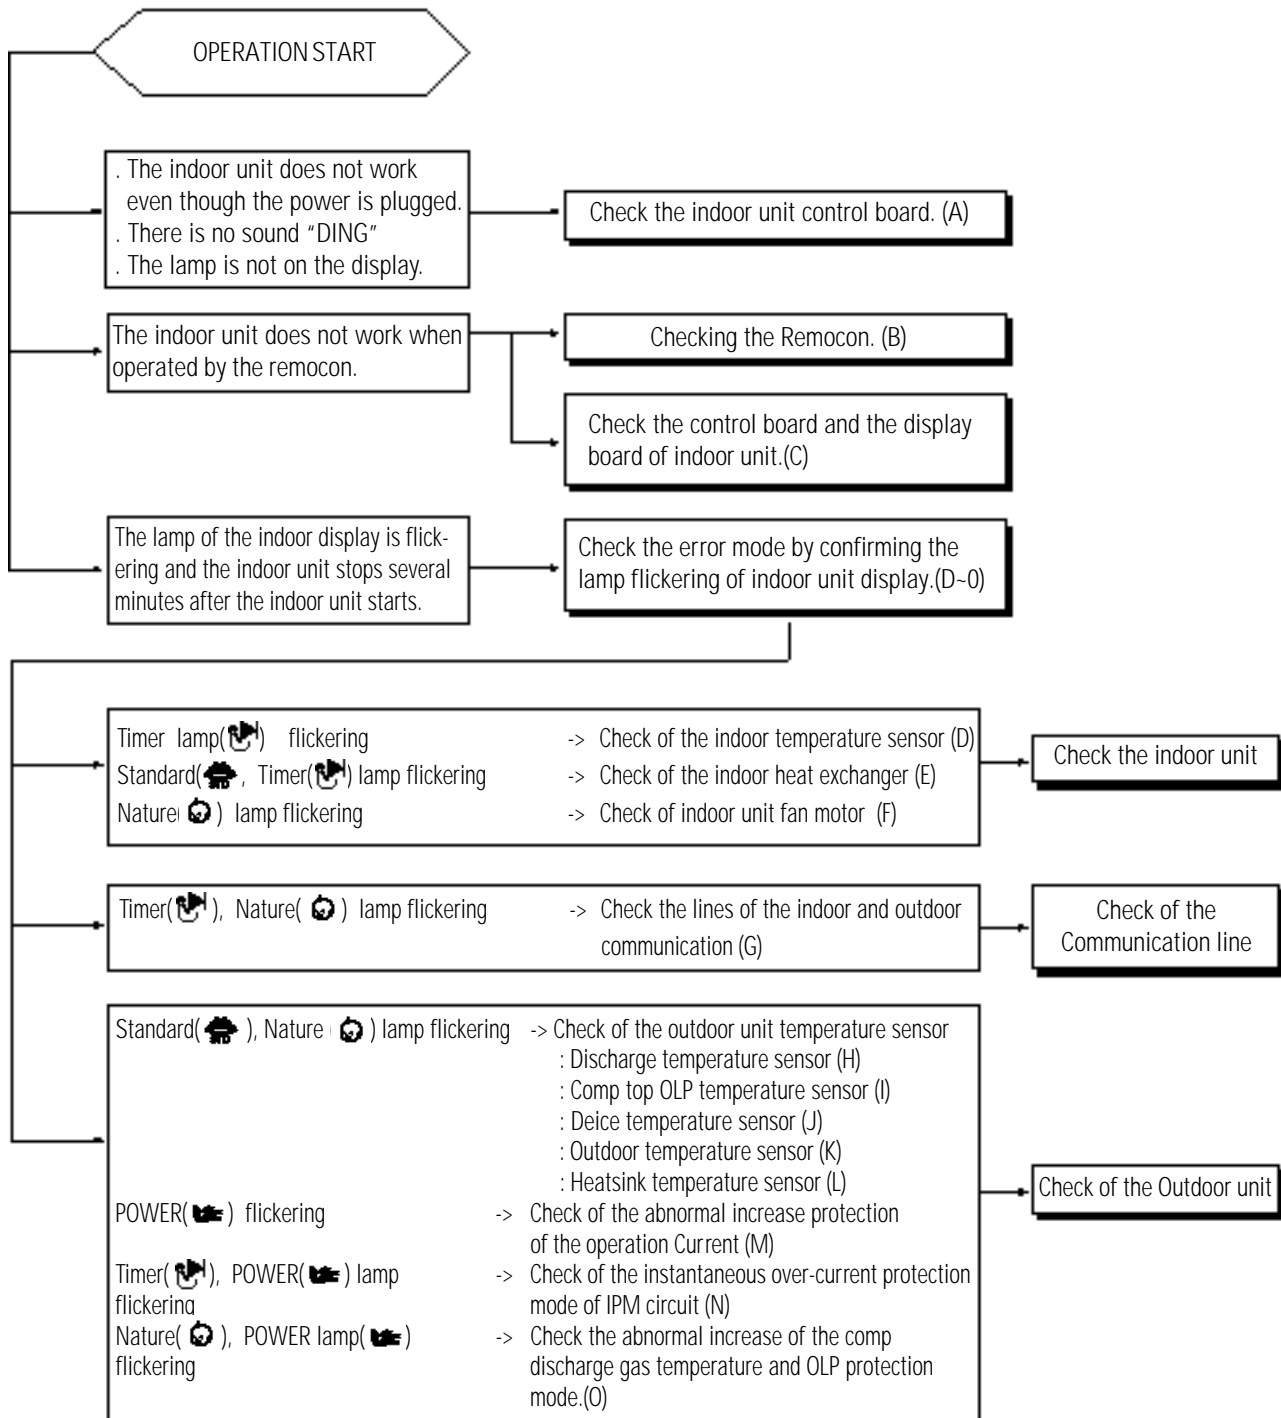 OPERATION START
. The indoor unit does not work
even though the power is plugged.
. There is no sound “DING”
. The lamp is not on the display.
Check the indoor unit control board. (A)
The indoor unit does not work when
operated by the remocon.
Checking the Remocon. (B)
Check the control board and the display
board of indoor unit.(C)
The lamp of the indoor display is flick-
ering and the indoor unit stops several
minutes after the indoor unit starts.
Check the error mode by confirming the
lamp flickering of indoor unit display.(D~0)
Timer lamp( ) flickering -> Check of the indoor temperature sensor (D)
Standard( , Timer( ) lamp flickering -> Check of the indoor heat exchanger (E)
Nature( ) lamp flickering -> Check of indoor unit fan motor (F)
Check the indoor unit
Timer( ), Nature( ) lamp flickering -> Check the lines of the indoor and outdoor
communication (G)
Check of the
Communication line
Standard( ), Nature ( ) lamp flickering -> Check of the outdoor unit temperature sensor
: Discharge temperature sensor (H)
: Comp top OLP temperature sensor (I)
: Deice temperature sensor (J)
: Outdoor temperature sensor (K)
: Heatsink temperature sensor (L)
POWER( ) flickering -> Check of the abnormal increase protection
of the operation Current (M)
Timer( ), POWER( ) lamp -> Check of the instantaneous over-current protection
flickering mode of IPM circuit (N)
Nature( ), POWER lamp( ) -> Check the abnormal increase of the comp
flickering discharge gas temperature and OLP protection
mode.(O)
Check of the Outdoor unit